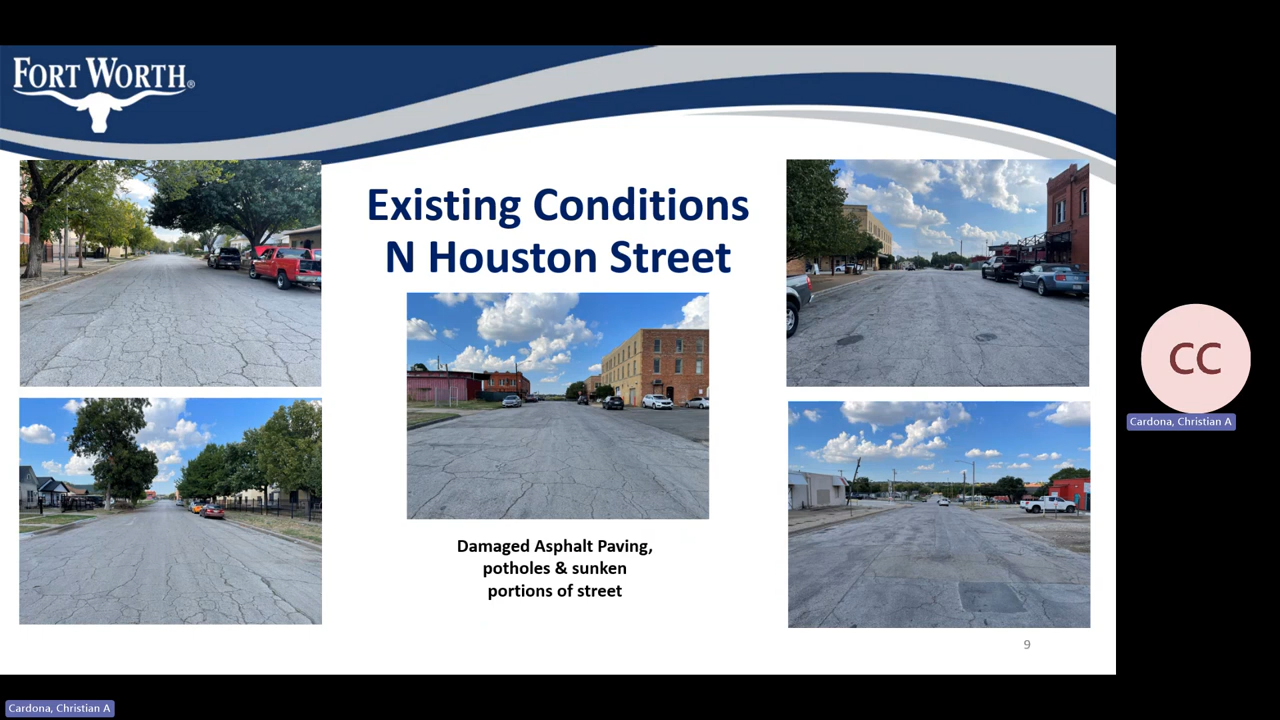 FORT WORTH®
Existing Conditions
N Houston Street
Damaged Asphalt Paving,
potholes & sunken
portions of street
9
CC
Cardona, Christian A
Cardona, Christian A